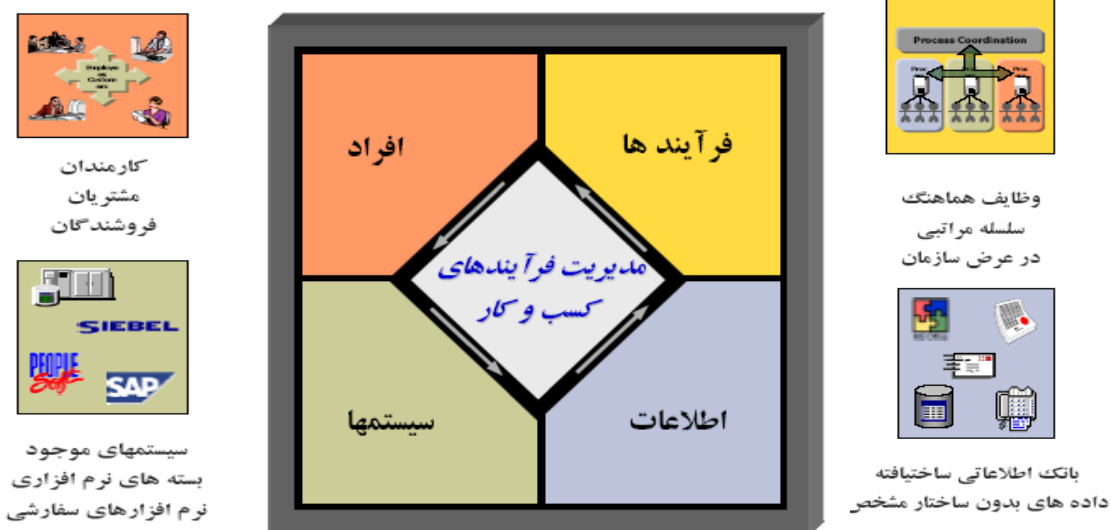 Process Coordination
فرآیند ها
افراد
مدیریت فرآیندهای
کسب و کار
اطلاعات
سیستمها
وظایف هماهنگ
سلسله مراتبی
در عرض سازمان
بانک اطلاعاتی ساختیافته
داده های بدون ساختار مشخص
کارمندان
مشتریان
فروشندگان
SIEBEL
PEOPLE
Soft
SAP
سیستمهای موجود
بسته های نرم افزاری
نرم افزارهای سفارشی